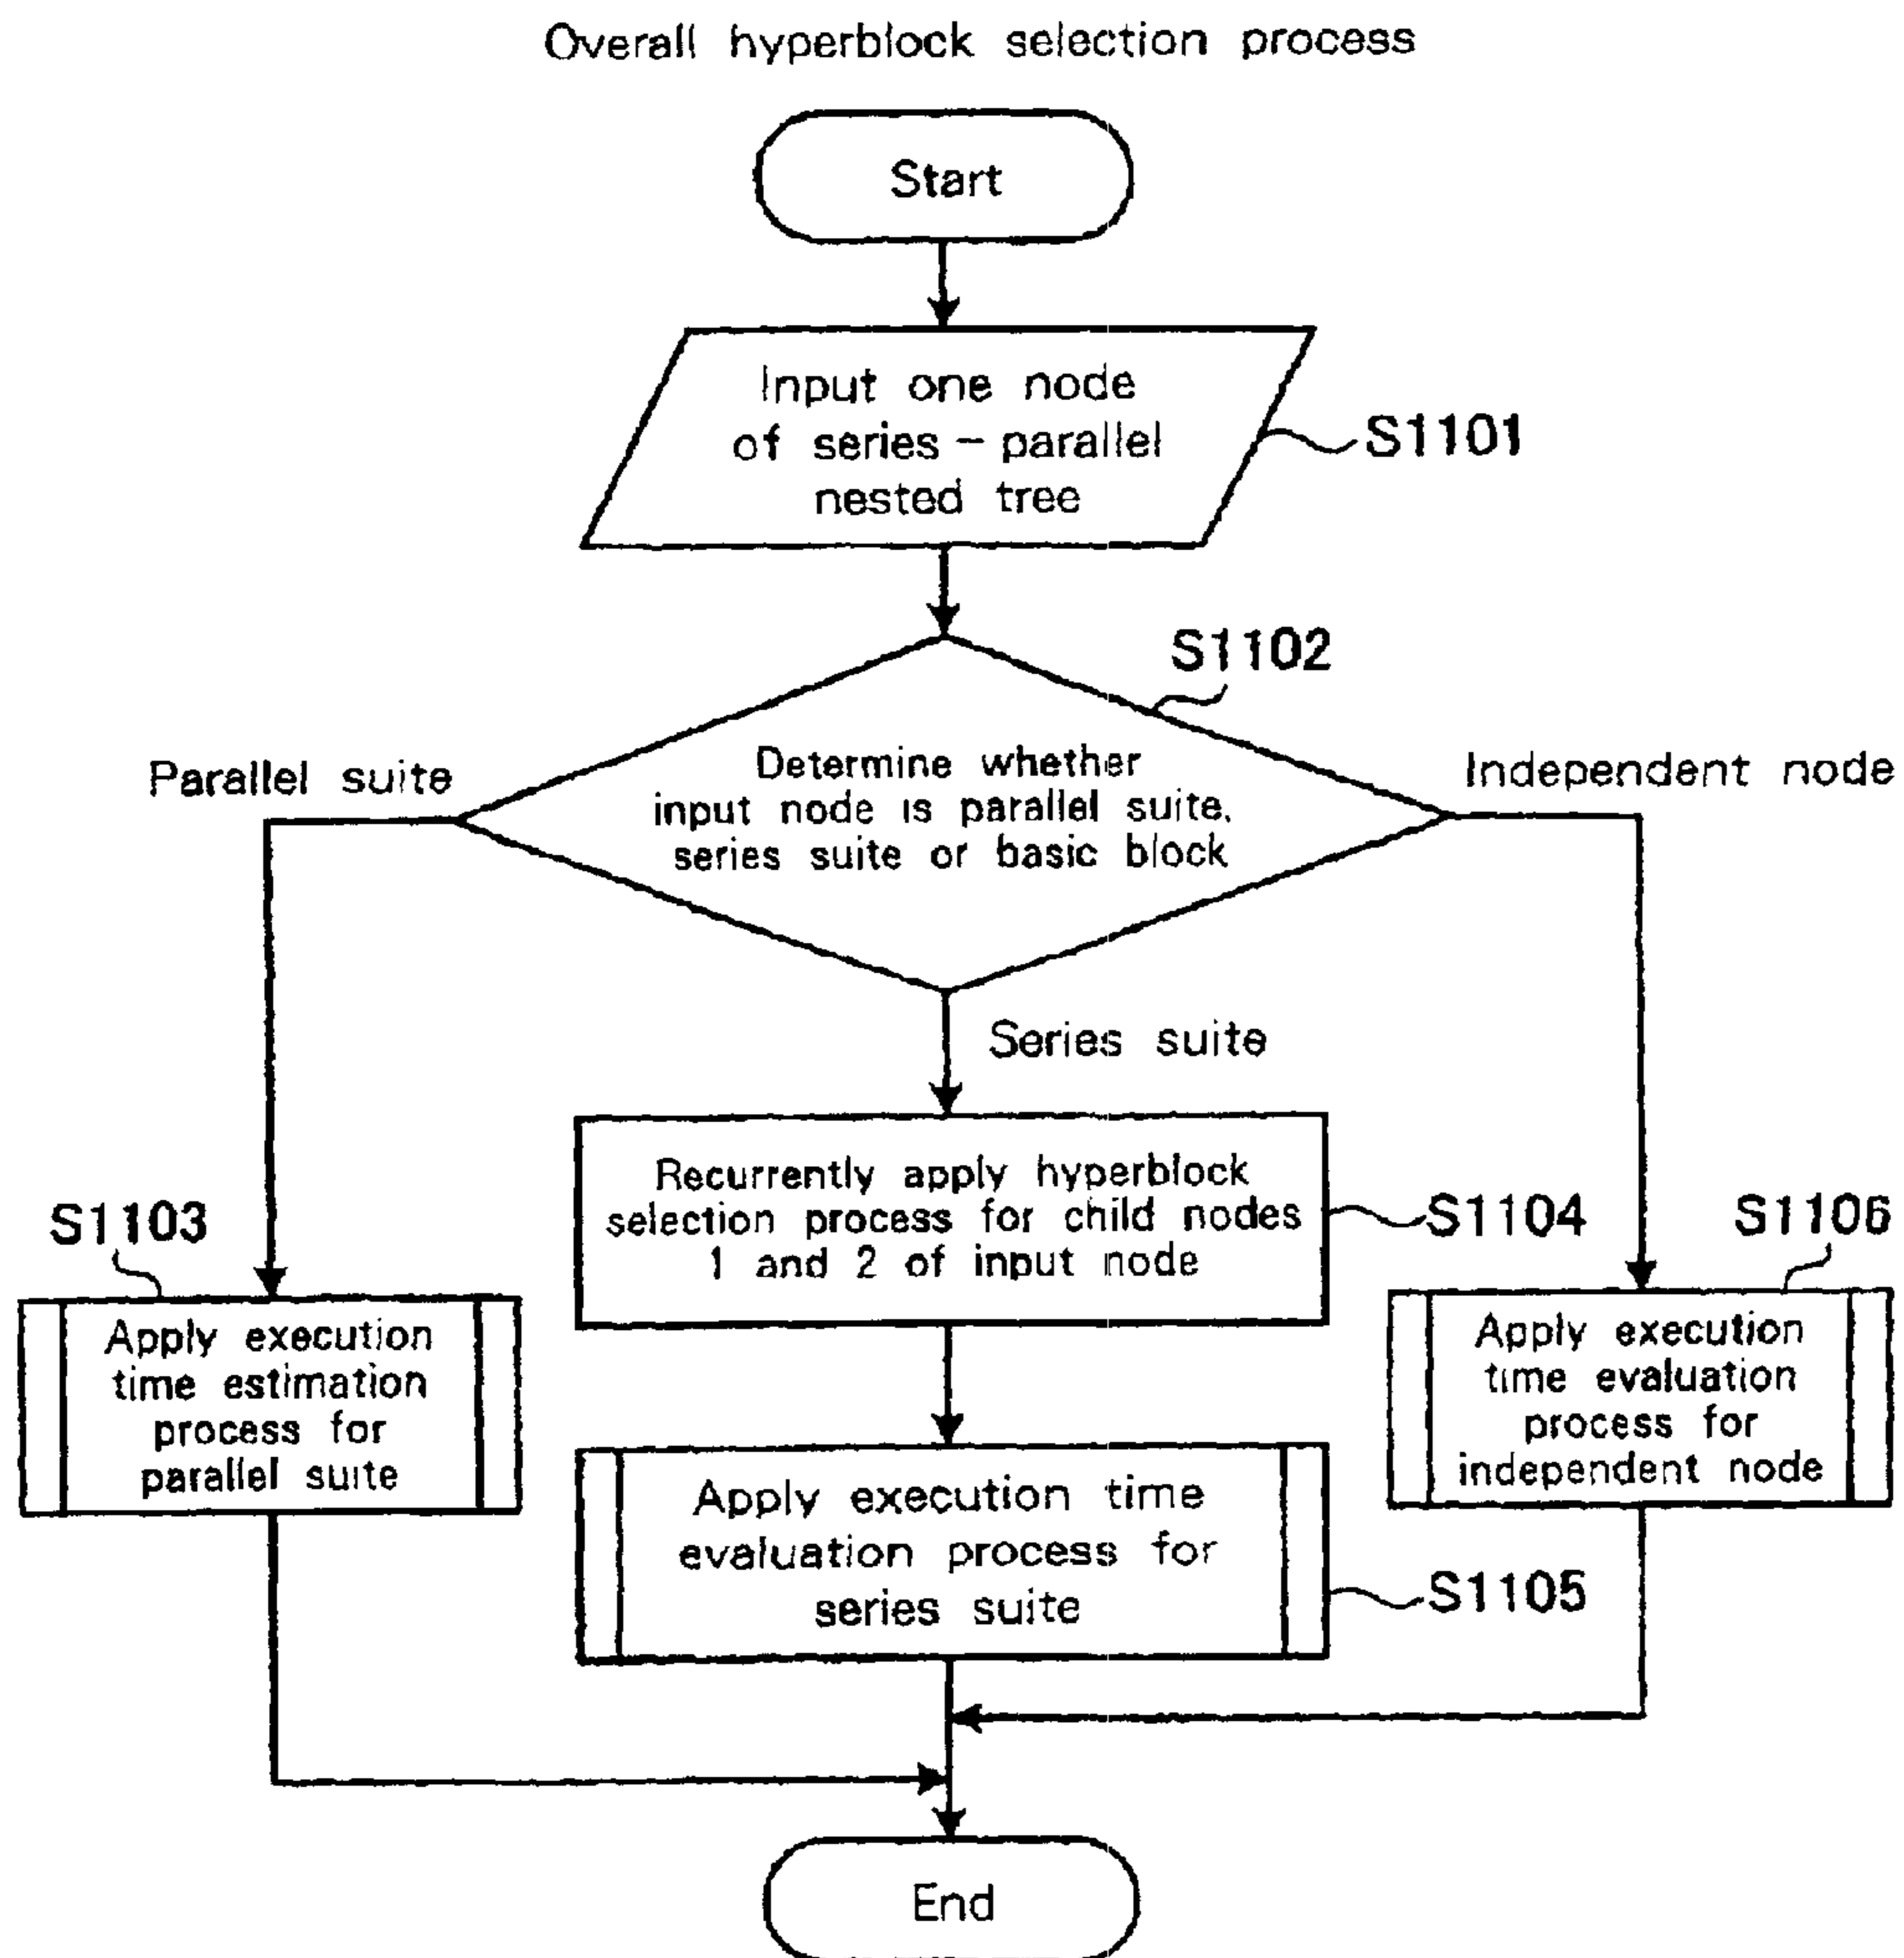 Overall hyperblock selection process
Start
Input one node
of series – parallel
nested tree
S1101
S1102
Determine whether
input node is parallel suite,
series suite or basic block
Parallel suite
Independent node
Series suite
Recurrently apply hyperblock
selection process for child nodes
1 and 2 of input node
S1104
S1103
Apply execution
time estimation
process for
parallel suite
S1106
Apply execution
time evaluation
process for
independent node
Apply execution time
evaluation process for
series suite
S1105
End